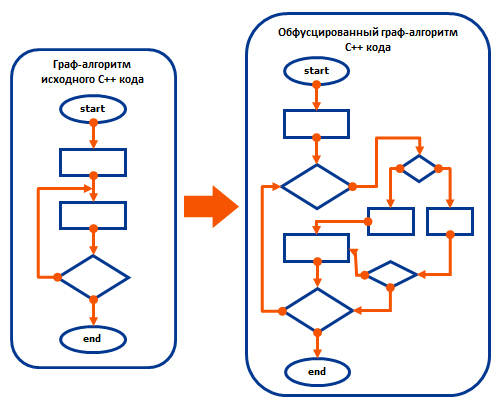 Граф-алгоритм
исходного C++ кода
start
end
Обфусцированный граф-алгоритм
C++ кода
start
end